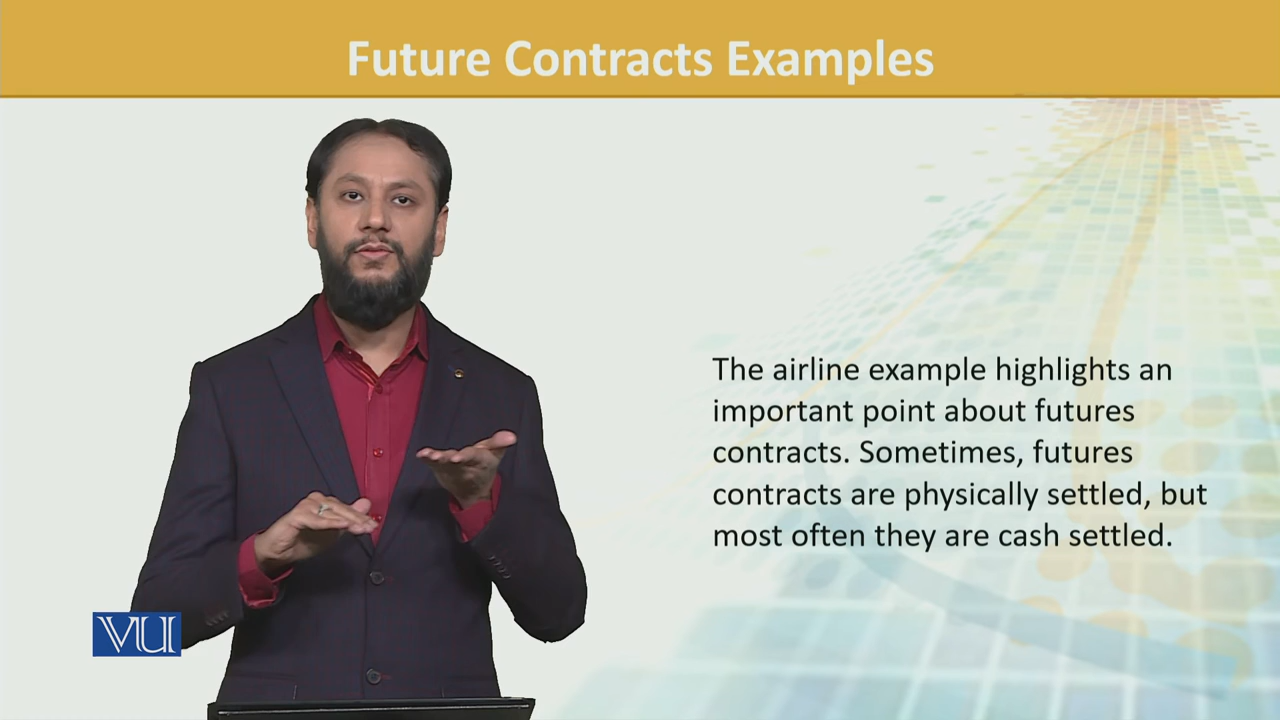 Future Contracts Examples
The airline example highlights an
important point about futures
contracts. Sometimes, futures
contracts are physically settled, but
most often they are cash settled.
VU